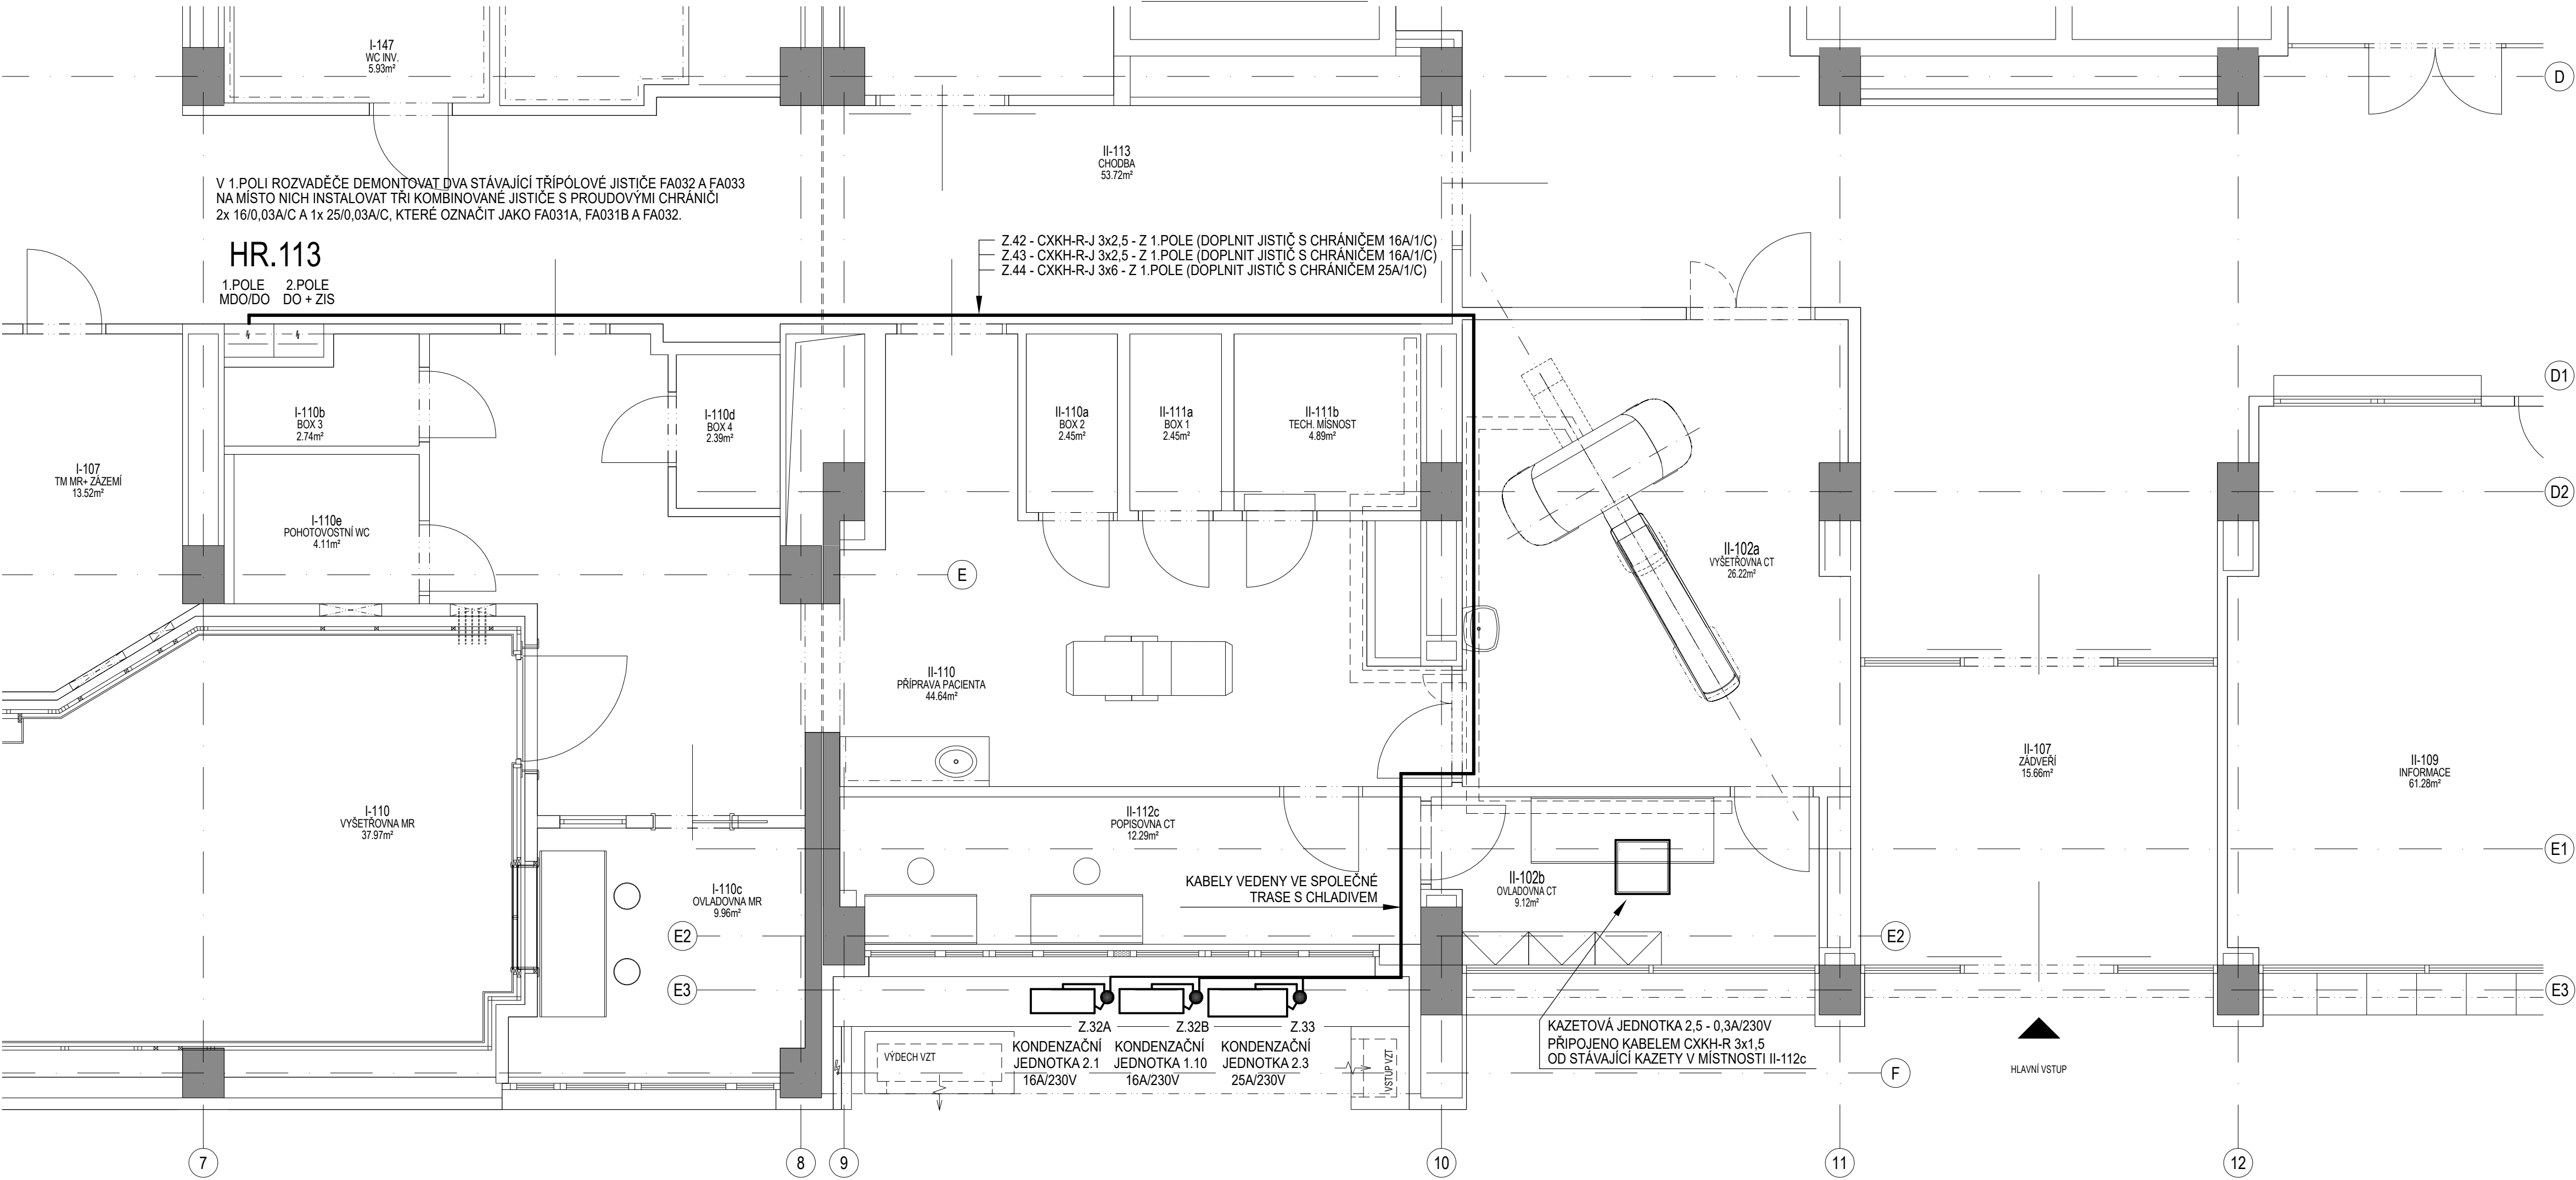 I-147
WC INV.
5.93m²
D
II-113
CHODBA
53.72m²
V 1.POLI ROZVADĚČE DEMONTOVAT DVA STÁVAJÍCÍ TŘÍPÓLOVÉ JISTIČE FA032 A FA033
NA MÍSTO NICH INSTALOVAT TŘI KOMBINOVANÉ JISTIČE S PROUDOVÝMI CHRÁNIČI
2x 16/0,03A/C A 1x 25/0,03A/C, KTERÉ OZNAČIT JAKO FA031A, FA031B A FA032.
HR.113
1.POLE 2.POLE
MDO/DO DO + ZIS
Z.42 - CXKH-R-J 3x2,5 - Z 1.POLE (DOPLNIT JISTIČ S CHRÁNIČEM 16A/1/C)
Z.43 - CXKH-R-J 3x2,5 - Z 1.POLE (DOPLNIT JISTIČ S CHRÁNIČEM 16A/1/C)
Z.44 - CXKH-R-J 3x6 - Z 1.POLE (DOPLNIT JISTIČ S CHRÁNIČEM 25A/1/C)
D1
I-110b
BOX 3
2.74m²
I-110d
BOX 4
2.39m²
II-110a
BOX 2
2.45m²
II-111a
BOX 1
2.45m²
II-111b
TECH. MÍSNOST
4.89m²
I-107
TM MR+ ZÁZEMÍ
13.52m²
D2
I-110e
POHOTOVOSTNÍ WC
4.11m²
E
II-102a
VYŠETŘOVNA CT
26.22m²
II-110
PŘÍPRAVA PACIENTA
44.64m²
II-107
ZÁDVEŘÍ
15.66m²
II-109
INFORMACE
61.28m²
I-110
VYŠETŘOVNA MR
37.97m²
II-112c
POPISOVNA CT
12.29m²
E1
KABELY VEDENY VE SPOLEČNÉ
TRASE S CHLADIVEM
I-110c
OVLADOVNA MR
9.96m²
II-102b
OVLADOVNA CT
9.12m²
E2
E2
E3
E3
Z.32A
Z.32B
Z.33
KONDENZAČNÍ
JEDNOTKA 2.1
16A/230V
KONDENZAČNÍ
JEDNOTKA 1.10
16A/230V
KONDENZAČNÍ
JEDNOTKA 2.3
25A/230V
VÝDECH VZT
VSTUP VZT
KAZETOVÁ JEDNOTKA 2,5 - 0,3A/230V
PŘIPOJENO KABELEM CXKH-R 3x1,5
OD STÁVAJÍCÍ KAZETY V MÍSTNOSTI II-112c
F
HLAVNÍ VSTUP
7
8
9
10
11
12